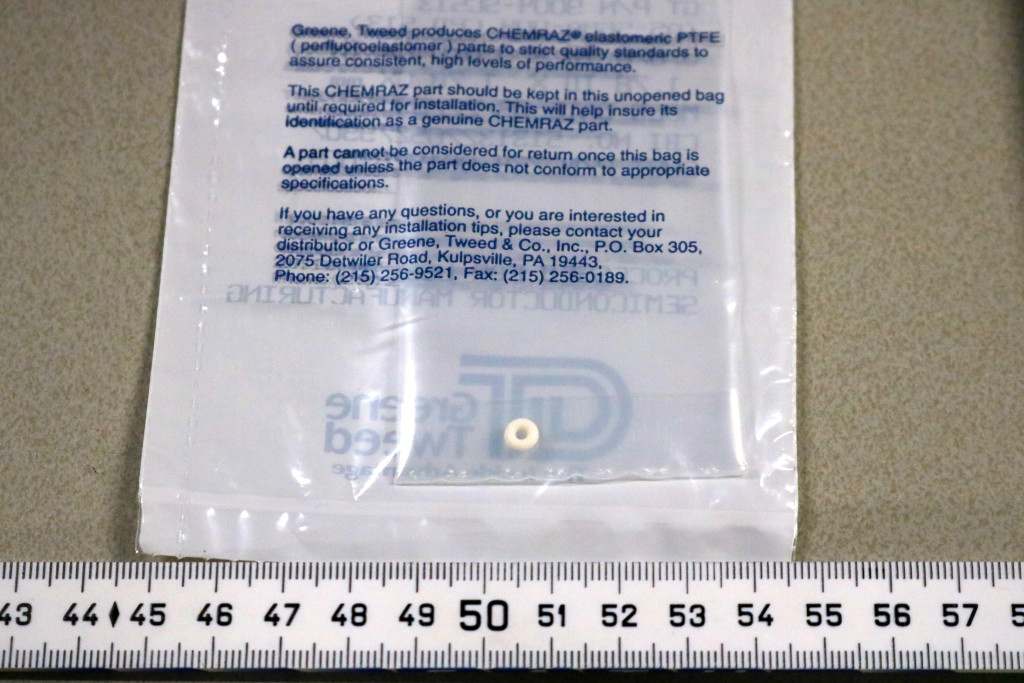 Greene, Tweed produces CHEMRAZ® elastomeric PTFE
( perfluoroelastomer ) parts to strict quality standards to
assure consistent, high levels of performance.
This CHEMRAZ part should be kept in this unopened bag
until required for installation. This will help insure its
identification as a genuine CHEMRAZ part.
A part cannot be considered for return once this bag is
opened unless the part does not conform to appropriate
specifications.
If you have any questions, or you are interested in
receiving any installation tips, please contact your
distributor or Greene, Tweed & Co., Inc., P.O. Box 305,
2075 Detwiler Road, Kulpsville, PA 19443,
Phone: (215) 256-9521, Fax: (215) 256-0189.
SEMICONDUCTOR MANUFACTURING
Greene
Tweed
43 44 45 46 47 48 49 50 51 52 53 54 55 56 57 5